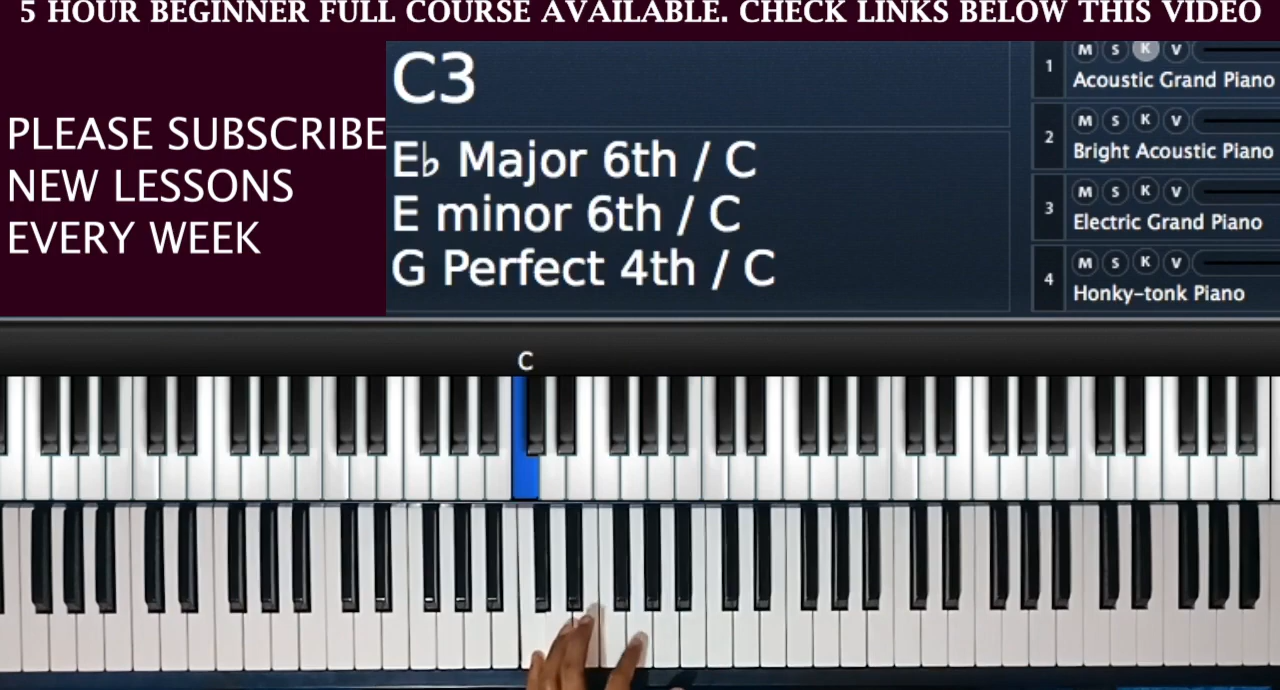 5 HOUR BEGINNER FULL COURSE AVAILABLE. CHECK LINKS BELOW THIS VIDEO
PLEASE SUBSCRIBE
NEW LESSONS
EVERY WEEK
C3
E♭ Major 6th / C
E minor 6th / C
G Perfect 4th / C
1
M S K V
Acoustic Grand Piano
2
M S K V
Bright Acoustic Piano
3
M S K V
Electric Grand Piano
4
M S K V
Honky-tonk Piano
C